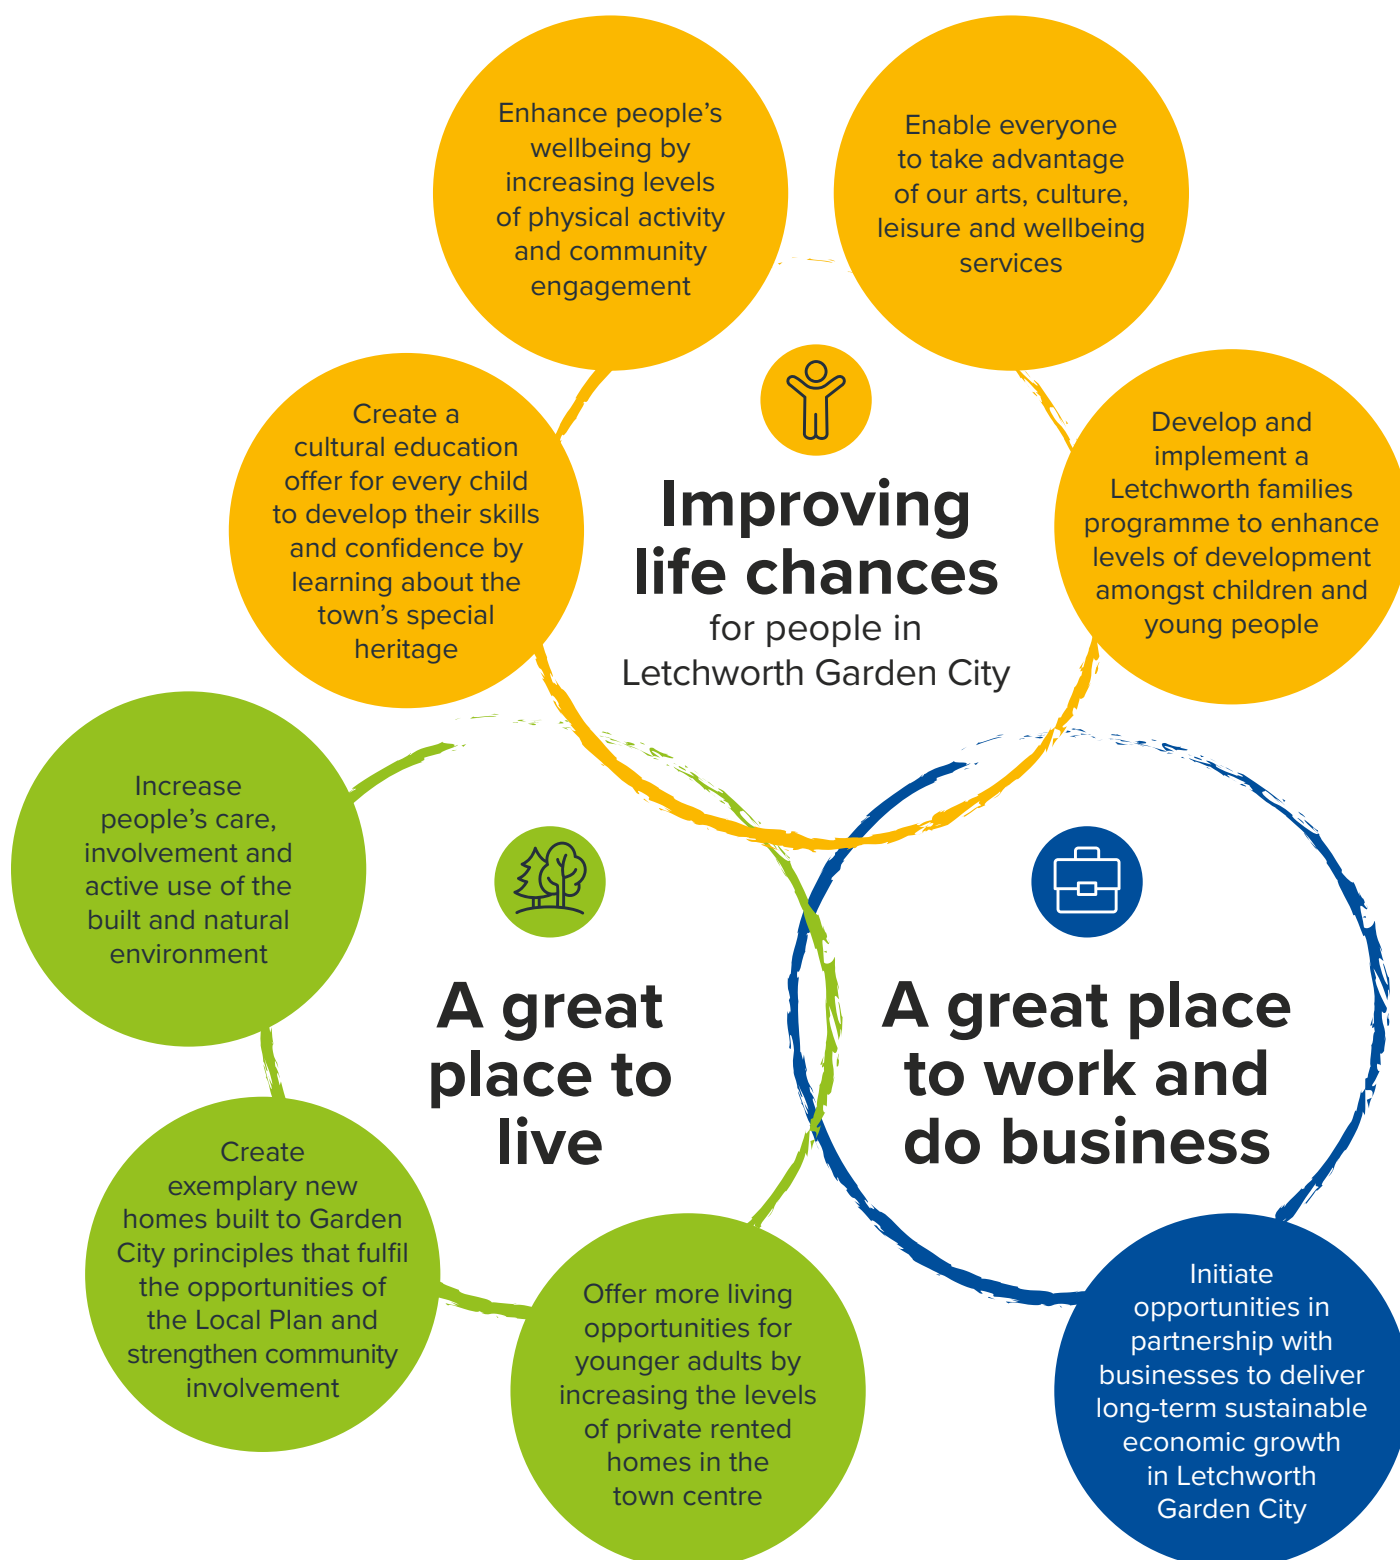 Enhance people’s
wellbeing by
increasing levels
of physical activity
and community
engagement
Enable everyone
to take advantage
of our arts, culture,
leisure and wellbeing
services
Create a
cultural education
offer for every child
to develop their skills
and confidence by
learning about the
town’s special
heritage
Improving
life chances
for people in
Letchworth Garden City
Develop and
implement a
Letchworth families
programme to enhance
levels of development
amongst children and
young people
Increase
people’s care,
involvement and
active use of the
built and natural
environment
A great
place to
live
A great place
to work and
do business
Create
exemplary new
homes built to Garden
City principles that fulfil
the opportunities of
the Local Plan and
strengthen community
involvement
Offer more living
opportunities for
younger adults by
increasing the levels
of private rented
homes in the
town centre
Initiate
opportunities in
partnership with
businesses to deliver
long-term sustainable
economic growth
in Letchworth
Garden City